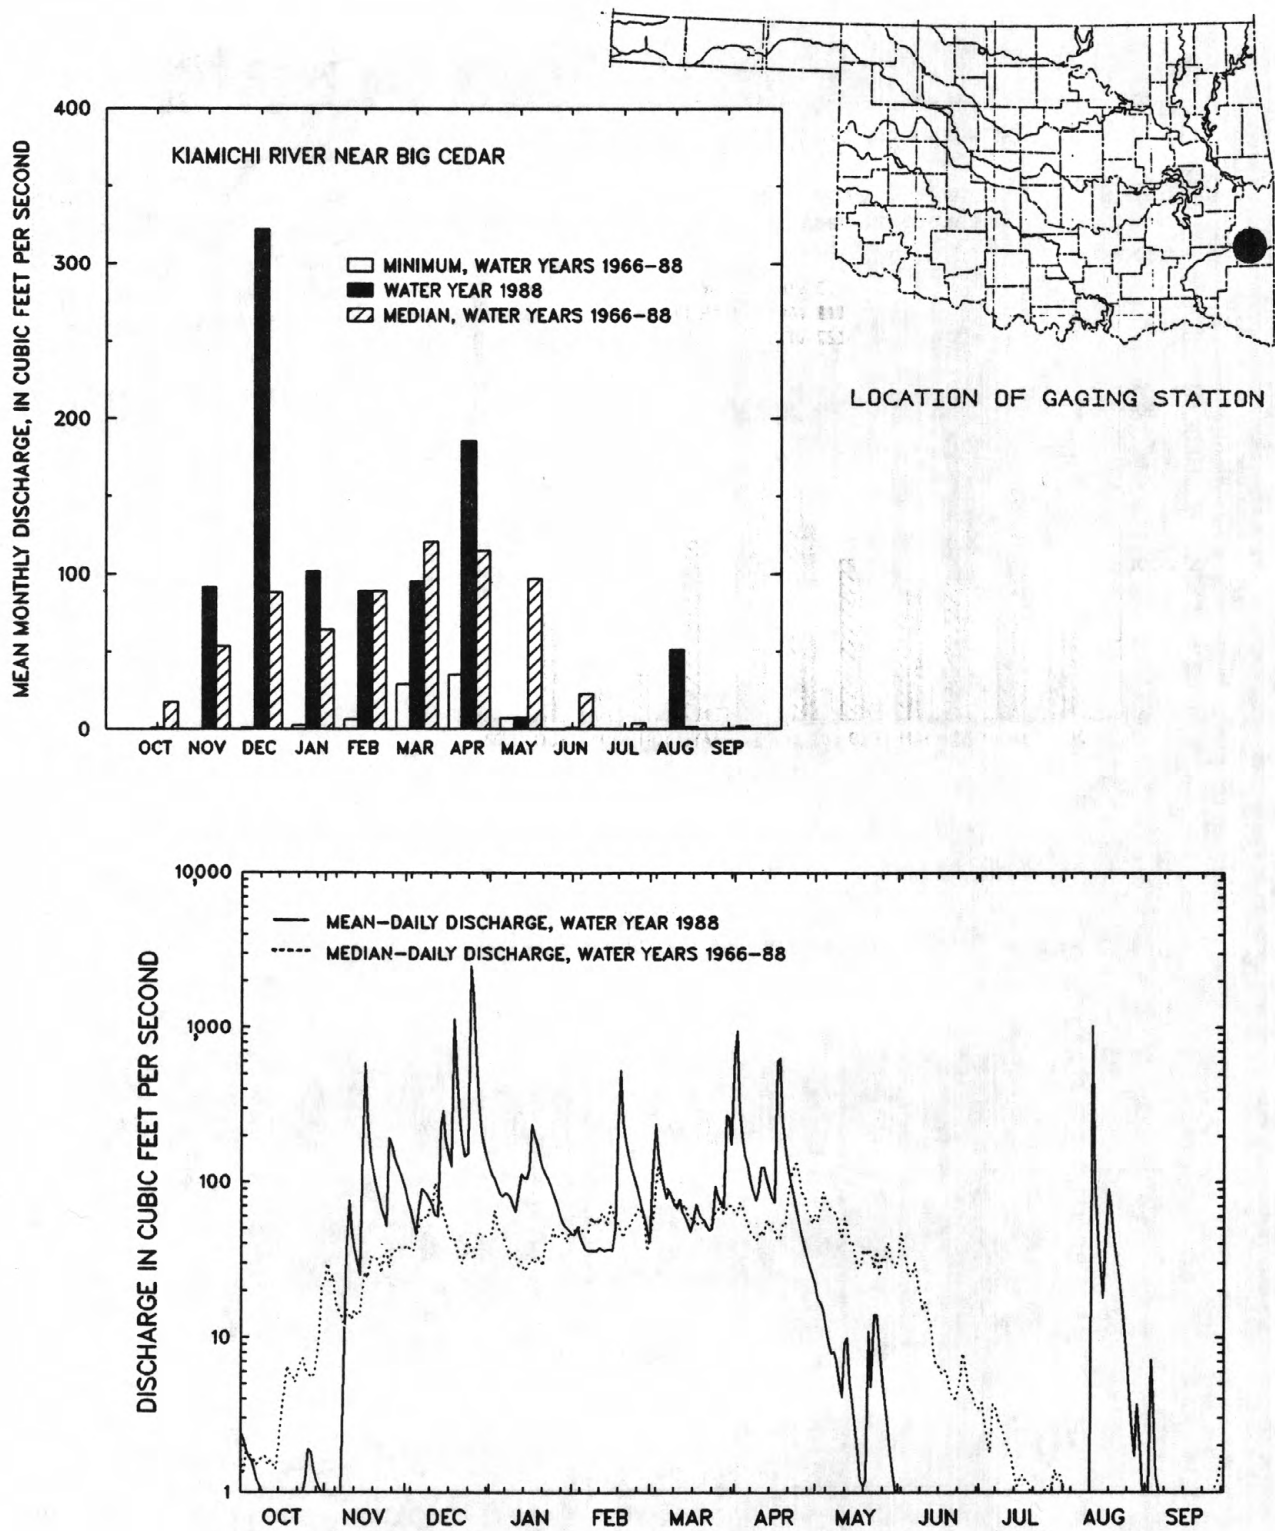 400
300
200
100
0
MEAN MONTHLY DISCHARGE, IN CUBIC FEET PER SECOND
KIAMICHI RIVER NEAR BIG CEDAR
MINIMUM, WATER YEARS 1966-88
WATER YEAR 1988
MEDIAN, WATER YEARS 1966-88
OCT NOV DEC JAN FEB MAR APR MAY JUN JUL AUG SEP
LOCATION OF GAGING STATION
10,000
1,000
100
10
1
DISCHARGE IN CUBIC FEET PER SECOND
MEAN-DAILY DISCHARGE, WATER YEAR 1988
MEDIAN-DAILY DISCHARGE, WATER YEARS 1966-88
OCT NOV DEC JAN FEB MAR APR MAY JUN JUL AUG SEP